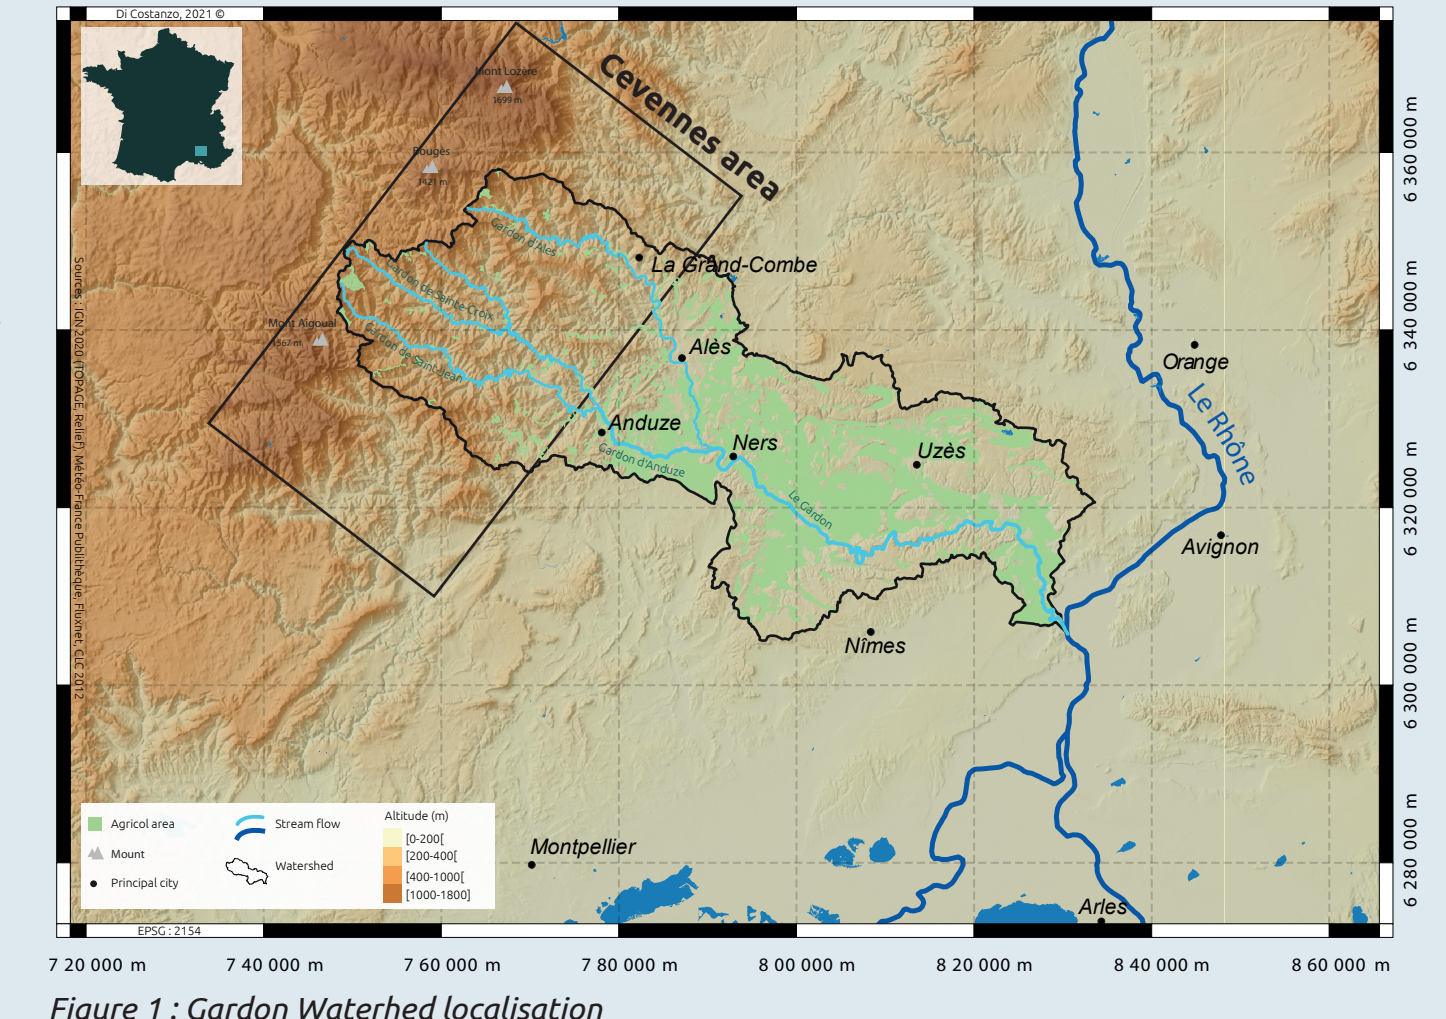 Di Costanzo, 2021 ©
Cevennes area
Mont Lozère
1699 m
Bougès
1421 m
Gardon d'Ales
La Grand-Combe
Gardon de Sainte-Croix
Mont Aigoual
1567 m
Gardon de Saint-Jean
Alès
Orange
Le Rhône
Anduze
Ners
Uzès
Gardon d'Anduze
Le Gardon
Avignon
Nîmes
Montpellier
Arles
Sources : IGN 2020 (TOPAGE, Relief), Météo-France Publithèque, Fluxnet, CLC 2012
Agricol area
Mount
Principal city
Stream flow
Watershed
Altitude (m)
[0-200[
[200-400[
[400-1000[
[1000-1800]
EPSG : 2154
6 360 000 m
6 340 000 m
6 320 000 m
6 300 000 m
6 280 000 m
7 20 000 m
7 40 000 m
7 60 000 m
7 80 000 m
8 00 000 m
8 20 000 m
8 40 000 m
8 60 000 m
Figure 1 : Gardon Waterhed localisation